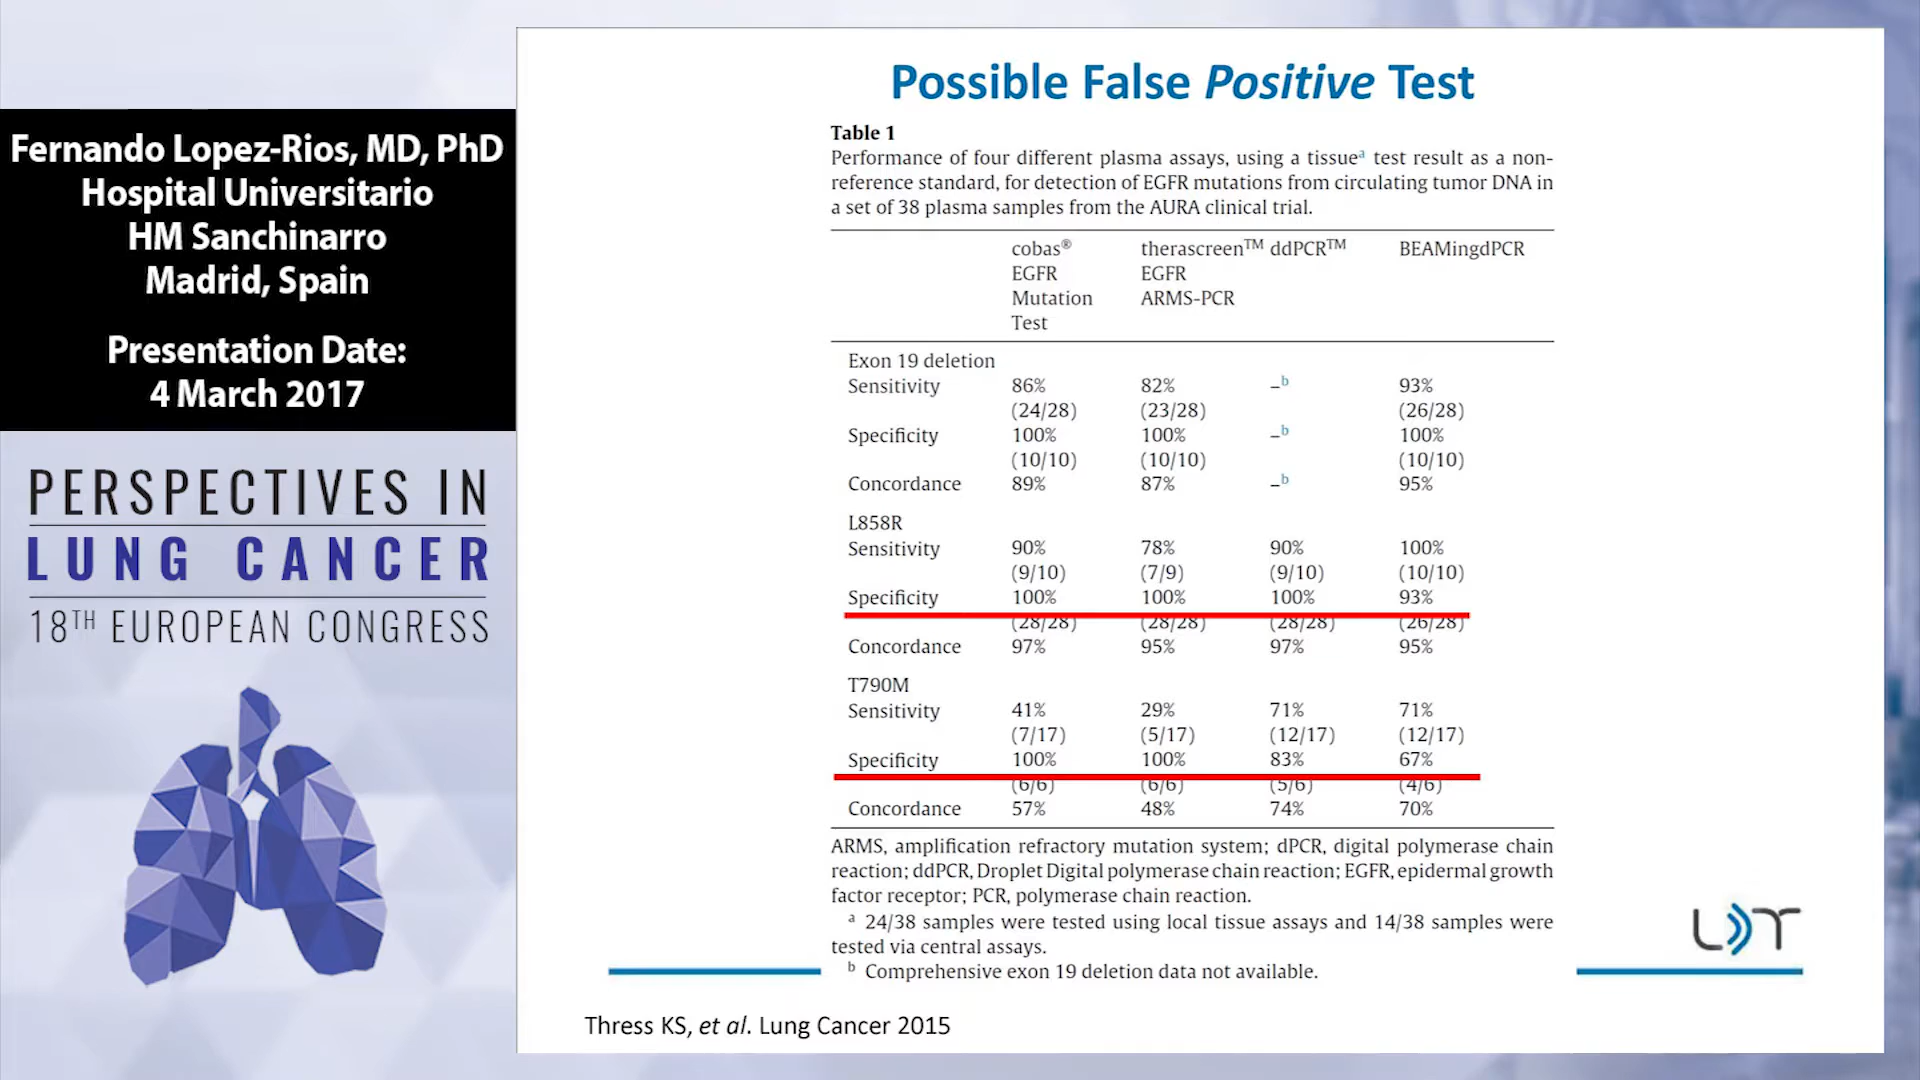 Fernando Lopez-Rios, MD, PhD
Hospital Universitario
HM Sanchinarro
Madrid, Spain
Presentation Date:
4 March 2017
PERSPECTIVES IN
LUNG CANCER
18TH EUROPEAN CONGRESS
Possible False Positive Test
Table 1
Performance of four different plasma assays, using a tissueᵃ test result as a non-
reference standard, for detection of EGFR mutations from circulating tumor DNA in
a set of 38 plasma samples from the AURA clinical trial.
cobas® therascreen™ ddPCR™ BEAMingdPCR
EGFR EGFR
Mutation ARMS-PCR
Test
Exon 19 deletion
Sensitivity 86% 82% –ᵇ 93%
(24/28) (23/28) (26/28)
Specificity 100% 100% –ᵇ 100%
(10/10) (10/10) (10/10)
Concordance 89% 87% –ᵇ 95%
L858R
Sensitivity 90% 78% 90% 100%
(9/10) (7/9) (9/10) (10/10)
Specificity 100% 100% 100% 93%
(28/28) (28/28) (28/28) (26/28)
Concordance 97% 95% 97% 95%
T790M
Sensitivity 41% 29% 71% 71%
(7/17) (5/17) (12/17) (12/17)
Specificity 100% 100% 83% 67%
(6/6) (6/6) (5/6) (4/6)
Concordance 57% 48% 74% 70%
ARMS, amplification refractory mutation system; dPCR, digital polymerase chain
reaction; ddPCR, Droplet Digital polymerase chain reaction; EGFR, epidermal growth
factor receptor; PCR, polymerase chain reaction.
ᵃ 24/38 samples were tested using local tissue assays and 14/38 samples were
tested via central assays.
ᵇ Comprehensive exon 19 deletion data not available.
Thress KS, et al. Lung Cancer 2015